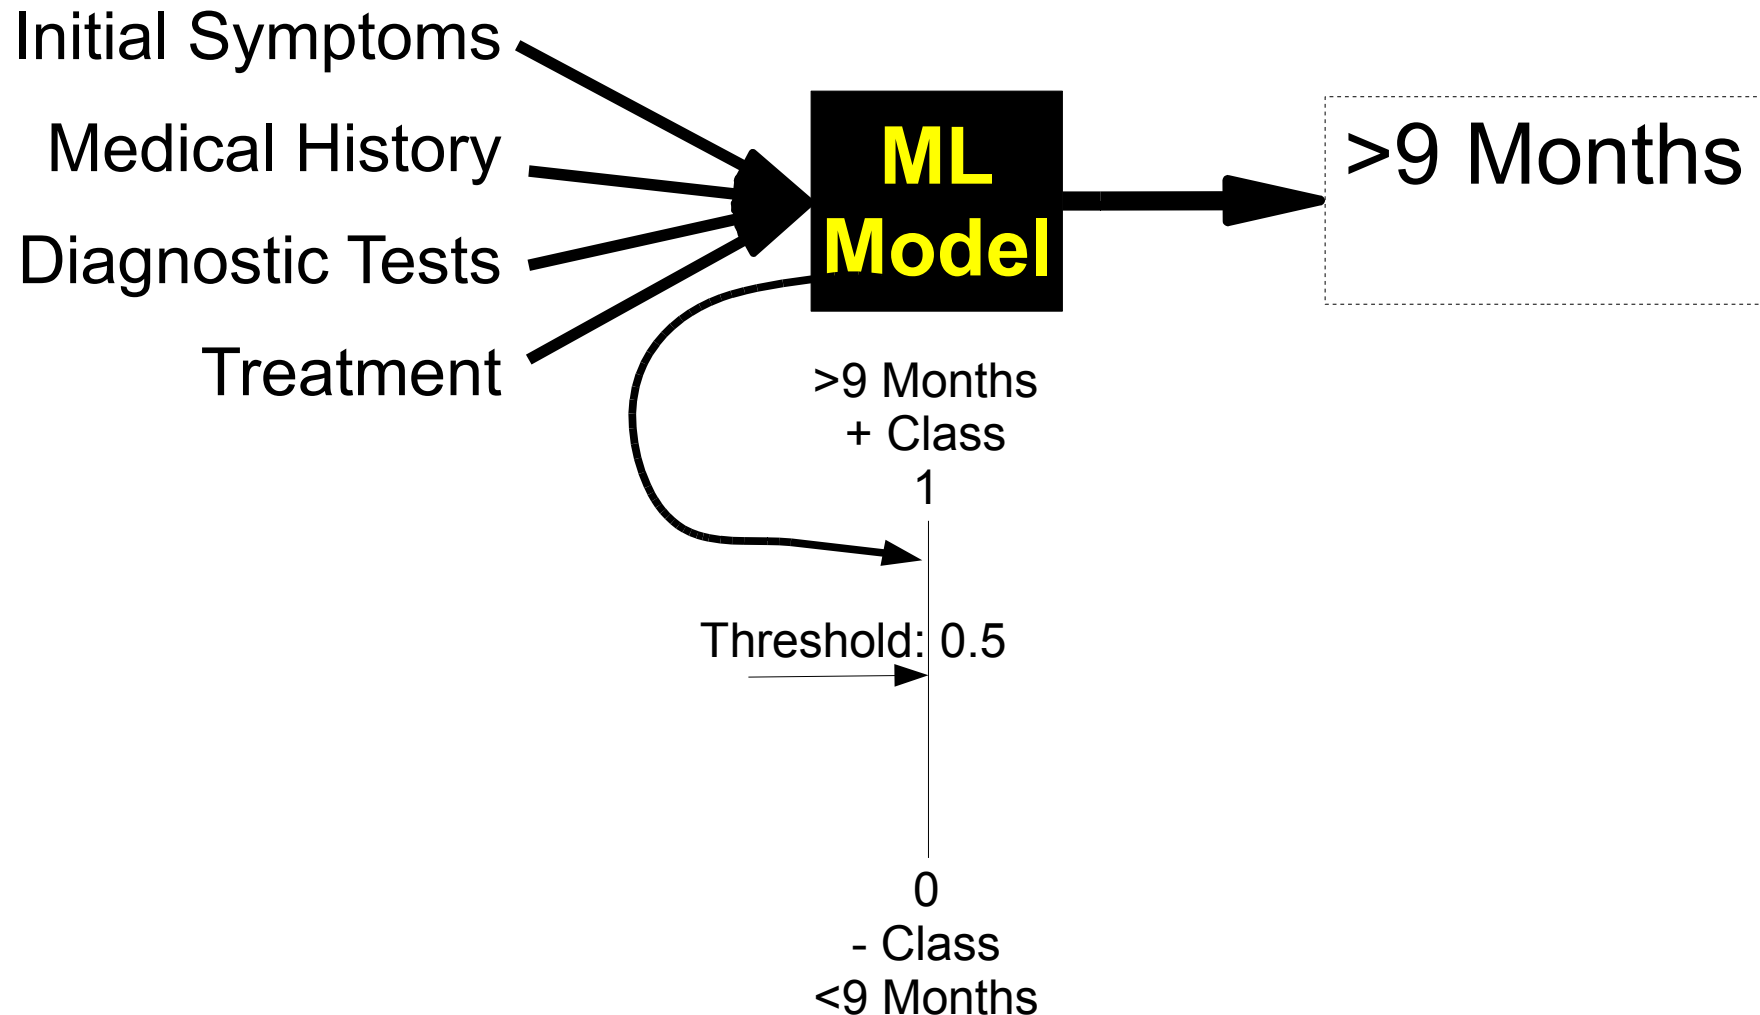 Initial Symptoms
Medical History
Diagnostic Tests
Treatment
ML
Model
>9 Months
>9 Months
+ Class
1
Threshold: 0.5
0
- Class
<9 Months